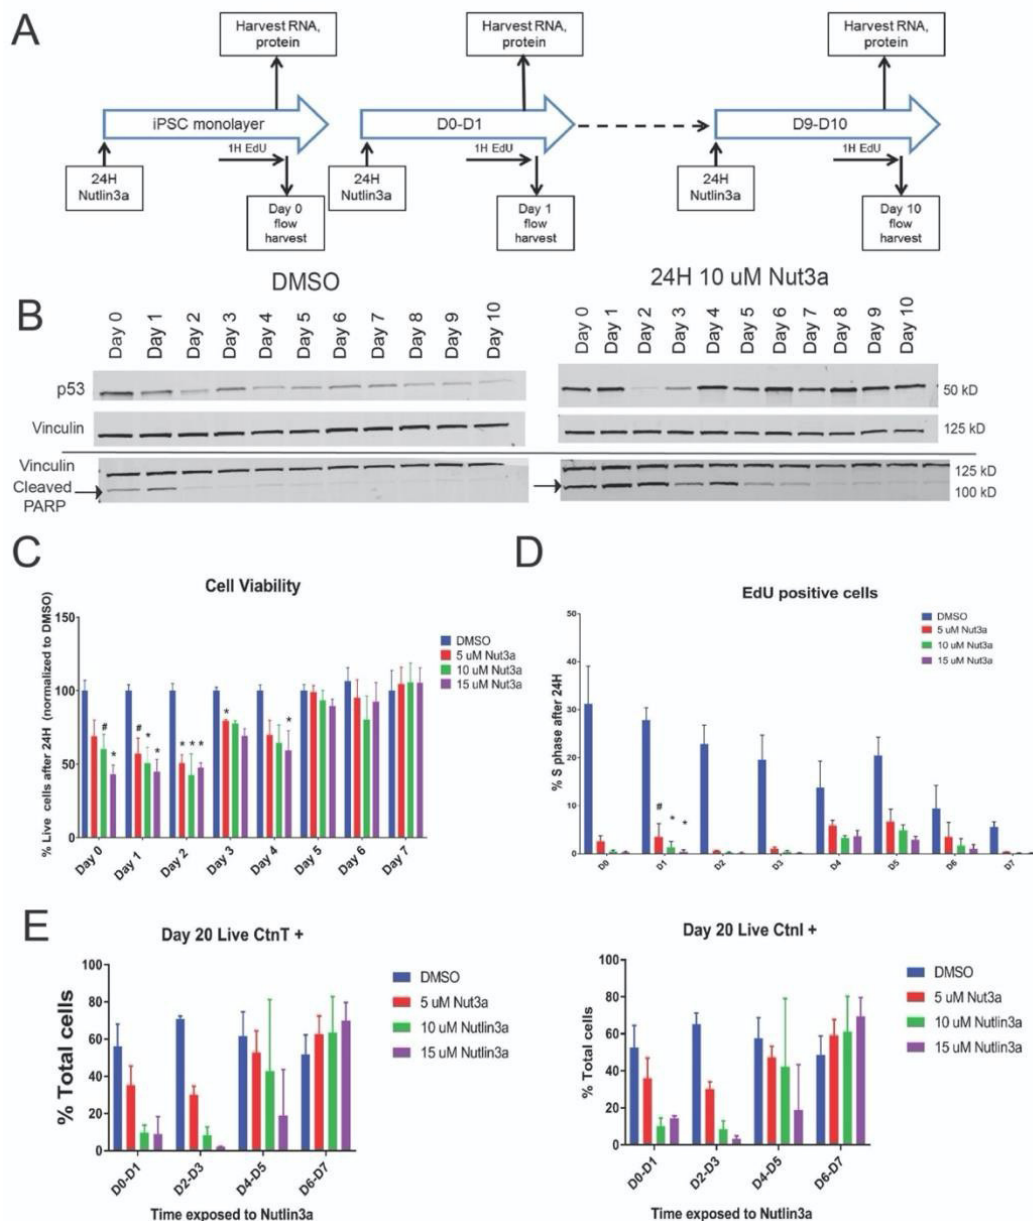 A
Harvest RNA,
protein
Harvest RNA,
protein
Harvest RNA,
protein
iPSC monolayer
D0-D1
D9-D10
1H EdU
1H EdU
1H EdU
24H
Nutlin3a
24H
Nutlin3a
24H
Nutlin3a
Day 0
flow
harvest
Day 1
flow
harvest
Day 10
flow
harvest
B
DMSO
24H 10 uM Nut3a
Day 0
Day 1
Day 2
Day 3
Day 4
Day 5
Day 6
Day 7
Day 8
Day 9
Day 10
Day 0
Day 1
Day 2
Day 3
Day 4
Day 5
Day 6
Day 7
Day 8
Day 9
Day 10
p53
50 kD
Vinculin
125 kD
Vinculin
125 kD
Cleaved
PARP
100 kD
C
Cell Viability
% Live cells after 24H (normalized to DMSO)
150
100
50
0
# * # * * * * * * *
Day 0
Day 1
Day 2
Day 3
Day 4
Day 5
Day 6
Day 7
DMSO
5 uM Nut3a
10 uM Nut3a
15 uM Nut3a
D
EdU positive cells
% S phase after 24H
50
40
30
20
10
0
# * *
D0
D1
D2
D3
D4
D5
D6
D7
DMSO
5 uM Nut3a
10 uM Nut3a
15 uM Nut3a
E
Day 20 Live CtnT +
% Total cells
100
80
60
40
20
0
D0-D1
D2-D3
D4-D5
D6-D7
Time exposed to Nutlin3a
DMSO
5 uM Nut3a
10 uM Nutlin3a
15 uM Nutlin3a
Day 20 Live CtnI +
% Total cells
100
80
60
40
20
0
D0-D1
D2-D3
D4-D5
D6-D7
Time exposed to Nutlin3a
DMSO
5 uM Nut3a
10 uM Nutlin3a
15 uM Nutlin3a